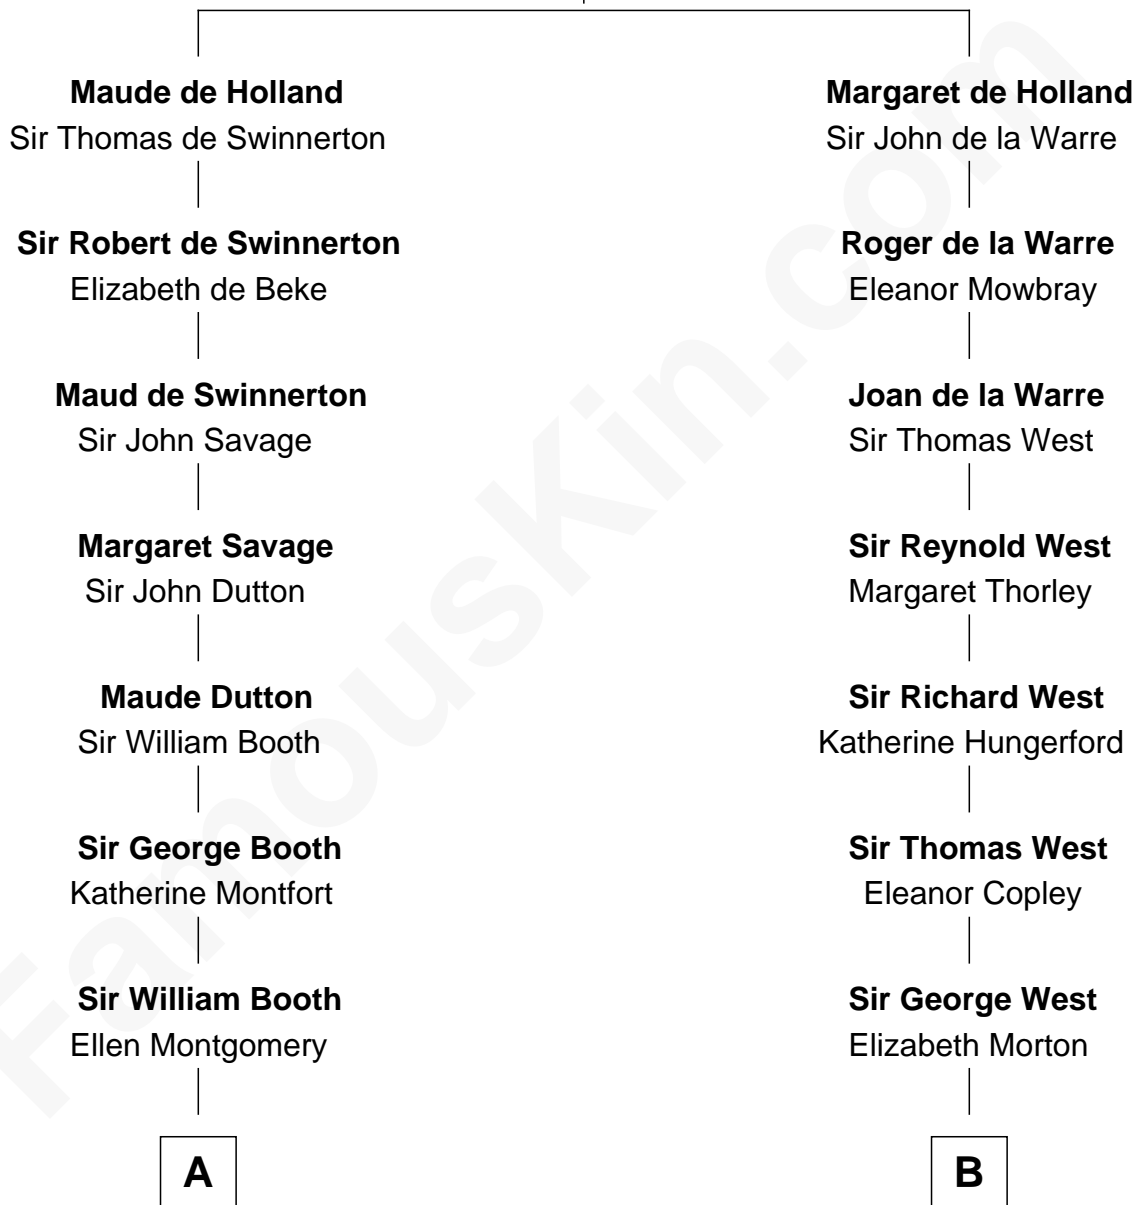 Maude de Holland
Sir Thomas de Swinnerton
Margaret de Holland
Sir John de la Warre
Sir Robert de Swinnerton
Elizabeth de Beke
Roger de la Warre
Eleanor Mowbray
Maud de Swinnerton
Sir John Savage
Joan de la Warre
Sir Thomas West
Margaret Savage
Sir John Dutton
Sir Reynold West
Margaret Thorley
Maude Dutton
Sir William Booth
Sir Richard West
Katherine Hungerford
Sir George Booth
Katherine Montfort
Sir Thomas West
Eleanor Copley
Sir William Booth
Ellen Montgomery
Sir George West
Elizabeth Morton
A
B
FamousKin.com